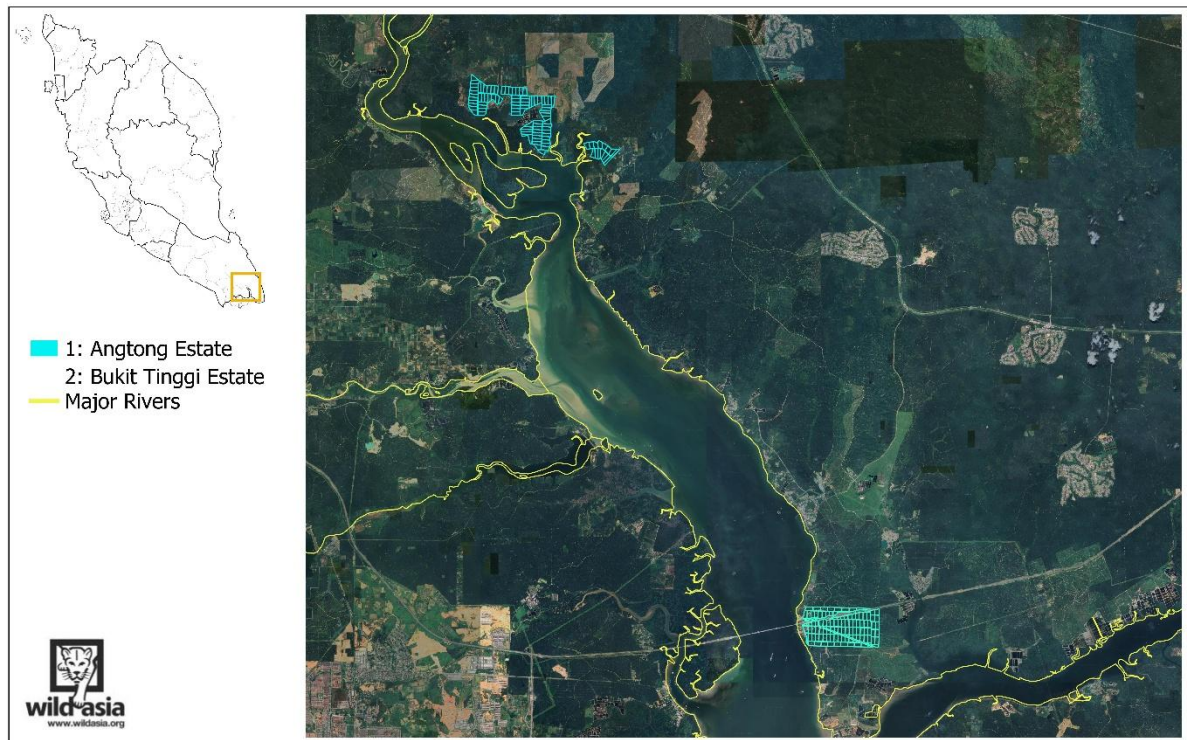 1: Angtong Estate
2: Bukit Tinggi Estate
Major Rivers
wild asia
www.wildasia.org